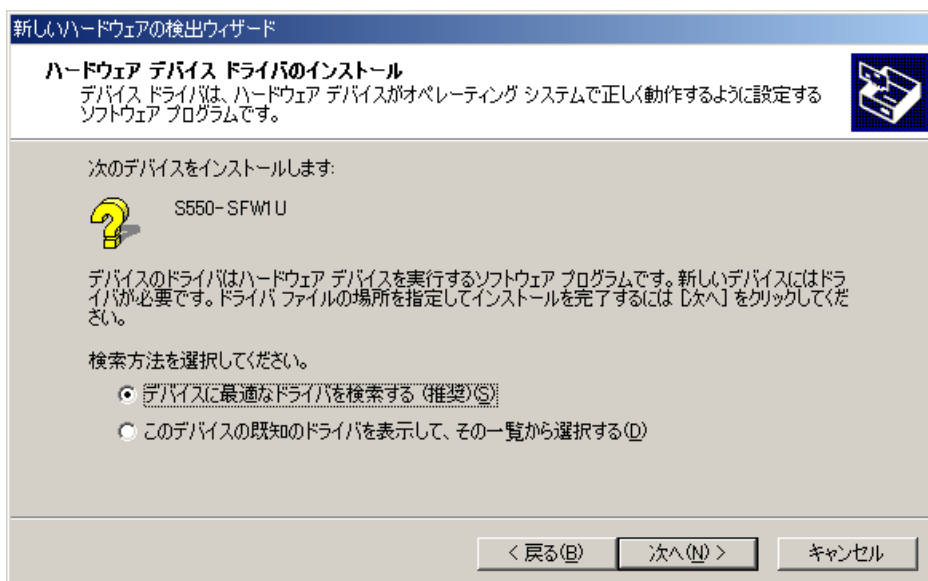 新しいハードウェアの検出ウィザード
ハードウェア デバイス ドライバのインストール
デバイス ドライバは、ハードウェア デバイスがオペレーティング システムで正しく動作するように設定する
ソフトウェア プログラムです。
次のデバイスをインストールします:
S550-SFW1U
デバイスのドライバはハードウェア デバイスを実行するソフトウェア プログラムです。新しいデバイスにはドラ
イバが必要です。ドライバ ファイルの場所を指定してインストールを完了するには [次へ] をクリックしてくだ
さい。
検索方法を選択してください。
デバイスに最適なドライバを検索する (推奨)(S)
このデバイスの既知のドライバを表示して、その一覧から選択する(D)
< 戻る(B)
次へ(N) >
キャンセル